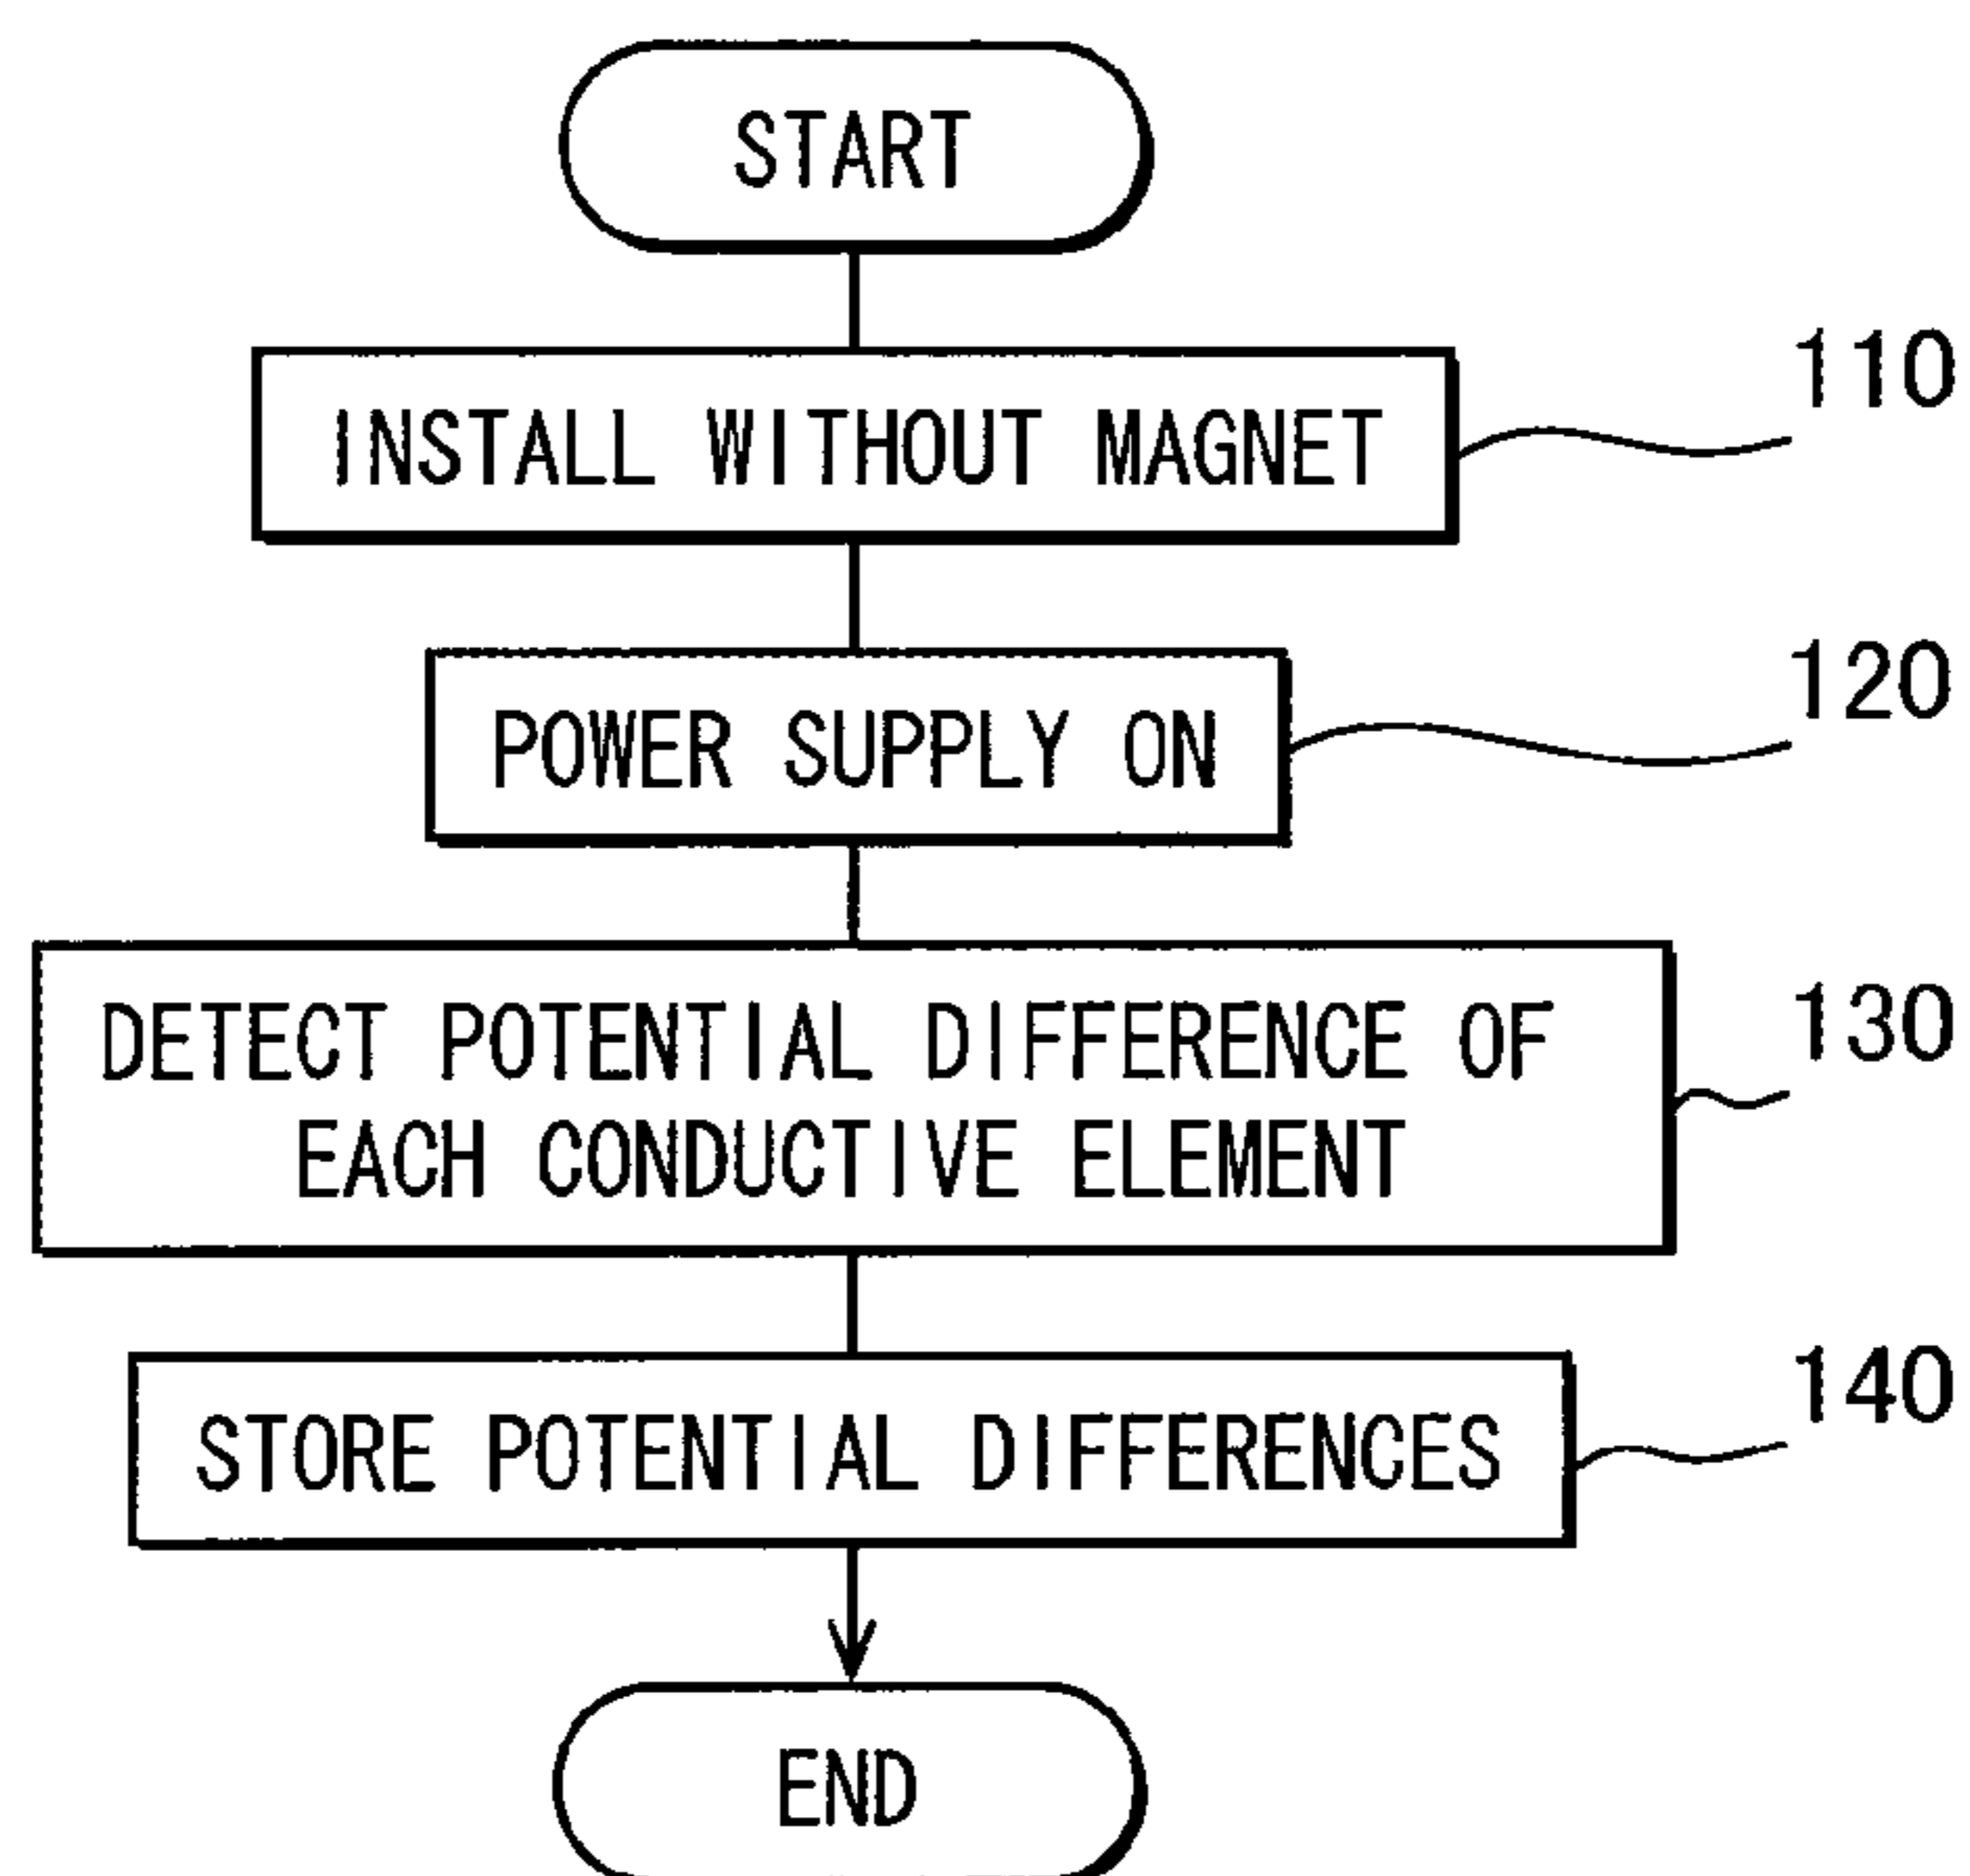 START
INSTALL WITHOUT MAGNET
110
POWER SUPPLY ON
120
DETECT POTENTIAL DIFFERENCE OF
EACH CONDUCTIVE ELEMENT
130
STORE POTENTIAL DIFFERENCES
140
END